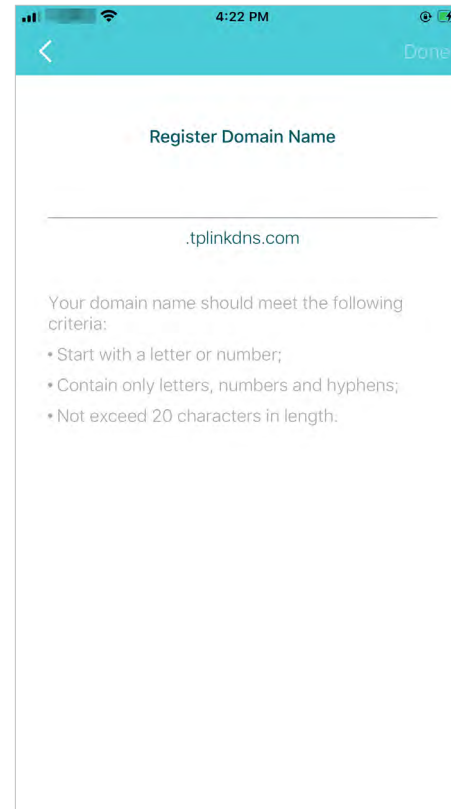 4:22 PM
Done
Register Domain Name
.tplinkdns.com
Your domain name should meet the following
criteria:
• Start with a letter or number;
• Contain only letters, numbers and hyphens;
• Not exceed 20 characters in length.